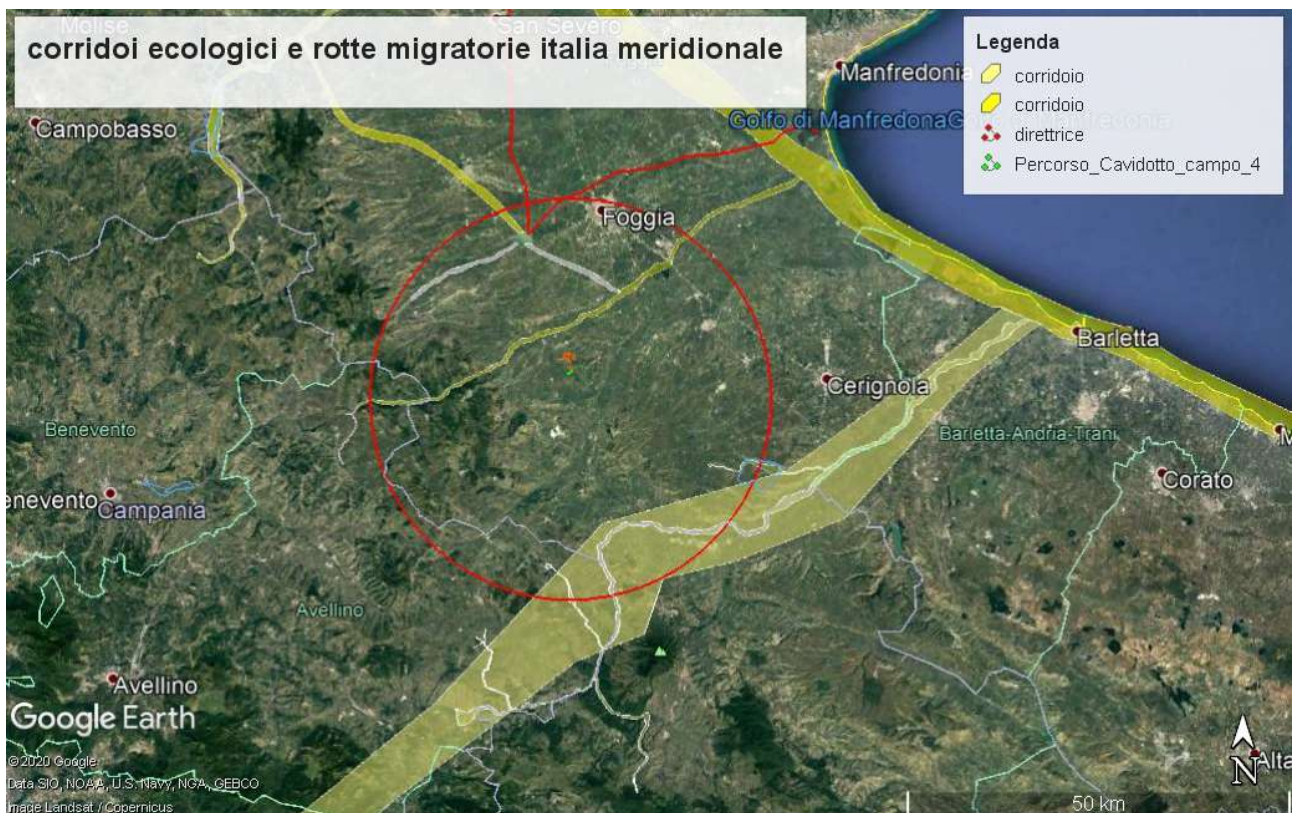 Molise
San Severo
corridoi ecologici e rotte migratorie italia meridionale
Legenda
corridoio
corridoio
direttrice
Percorso_Cavidotto_campo_4
Manfredonia
Golfo di Manfredonia
Campobasso
Foggia
Barletta
Cerignola
Benevento
Barletta-Andria-Trani
Corato
enevento
Campania
Avellino
Avellino
Google Earth
©2020 Google
Data SIO, NOAA, U.S. Navy, NGA, GEBCO
Image Landsat / Copernicus
M
N
Alta
50 km